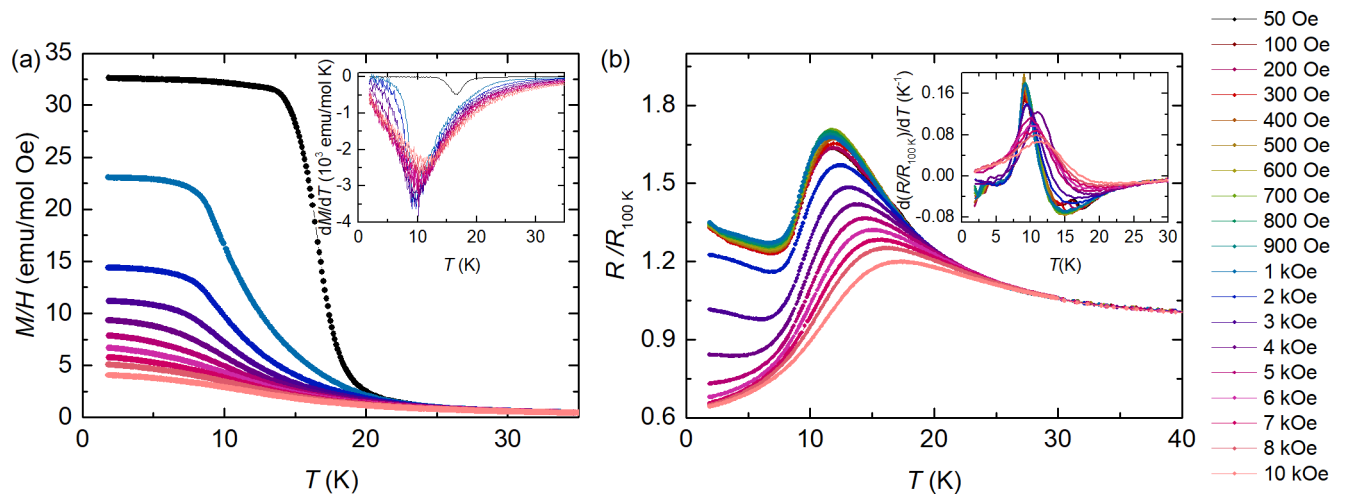 (a)
M/H (emu/mol Oe)
35
30
25
20
15
10
5
0
0
10
20
30
T (K)
dM/dT (10³ emu/mol K)
0
-1
-2
-3
-4
0
10
20
30
T (K)
(b)
R/R100 K
1.8
1.5
1.2
0.9
0.6
0
10
20
30
40
T (K)
d(R/R100 K)/dT (K⁻¹)
0.16
0.08
0.00
-0.08
0
5
10
15
20
25
30
T(K)
50 Oe
100 Oe
200 Oe
300 Oe
400 Oe
500 Oe
600 Oe
700 Oe
800 Oe
900 Oe
1 kOe
2 kOe
3 kOe
4 kOe
5 kOe
6 kOe
7 kOe
8 kOe
10 kOe